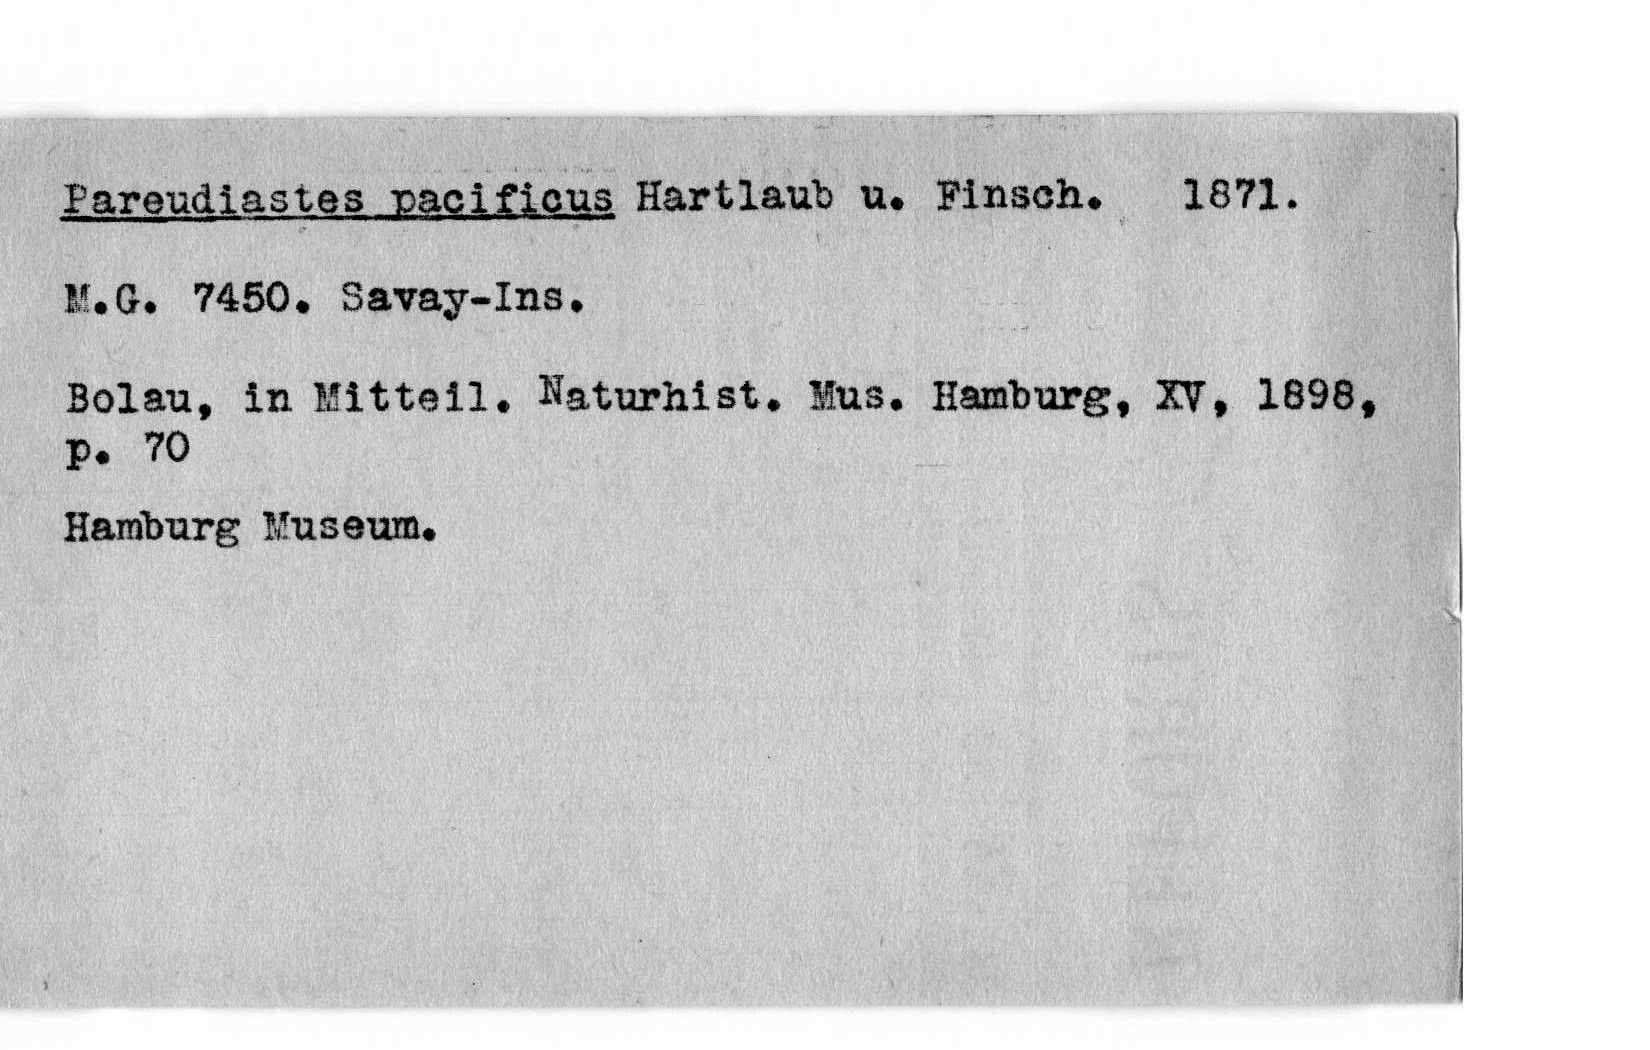 Pareudiastes pacificus Hartlaub u. Finsch. 1871.
M.G. 7450. Savay-Ins.
Bolau, in Mitteil. Naturhist. Mus. Hamburg, XV, 1898,
p. 70
Hamburg Museum.